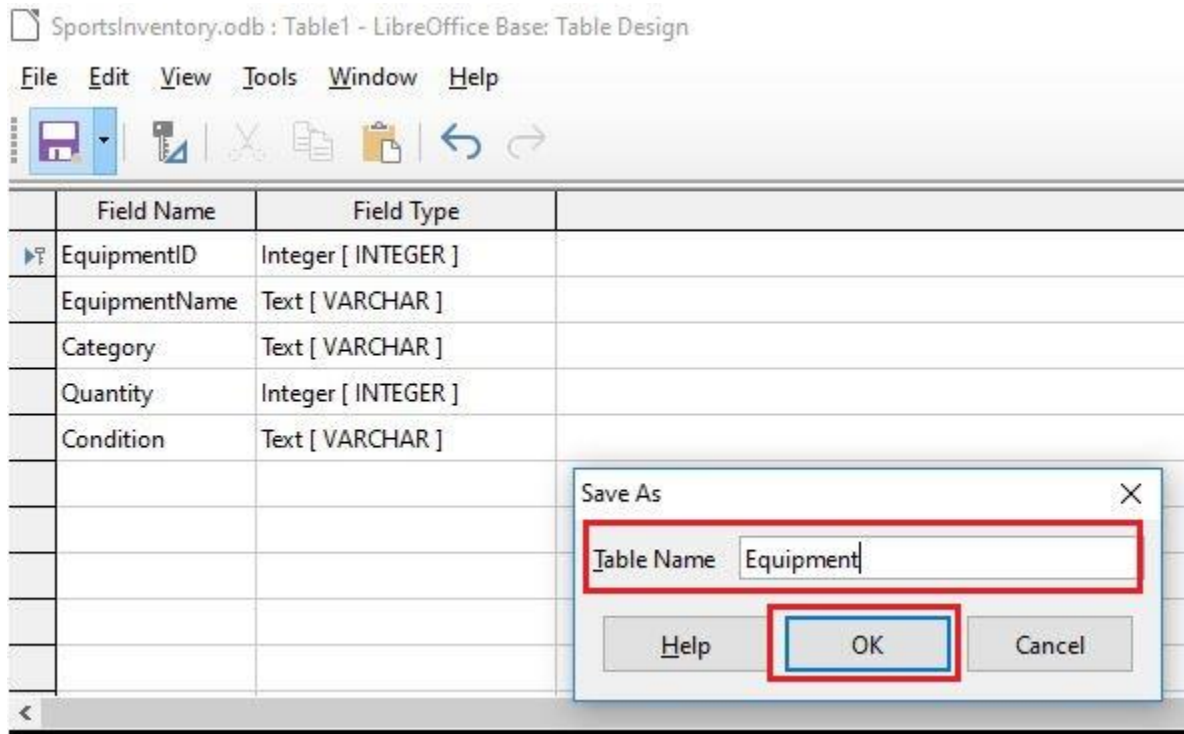 SportsInventory.odb : Table1 - LibreOffice Base: Table Design
File Edit View Tools Window Help
Field Name Field Type
EquipmentID Integer [ INTEGER ]
EquipmentName Text [ VARCHAR ]
Category Text [ VARCHAR ]
Quantity Integer [ INTEGER ]
Condition Text [ VARCHAR ]
Save As
Table Name Equipment
Help OK Cancel